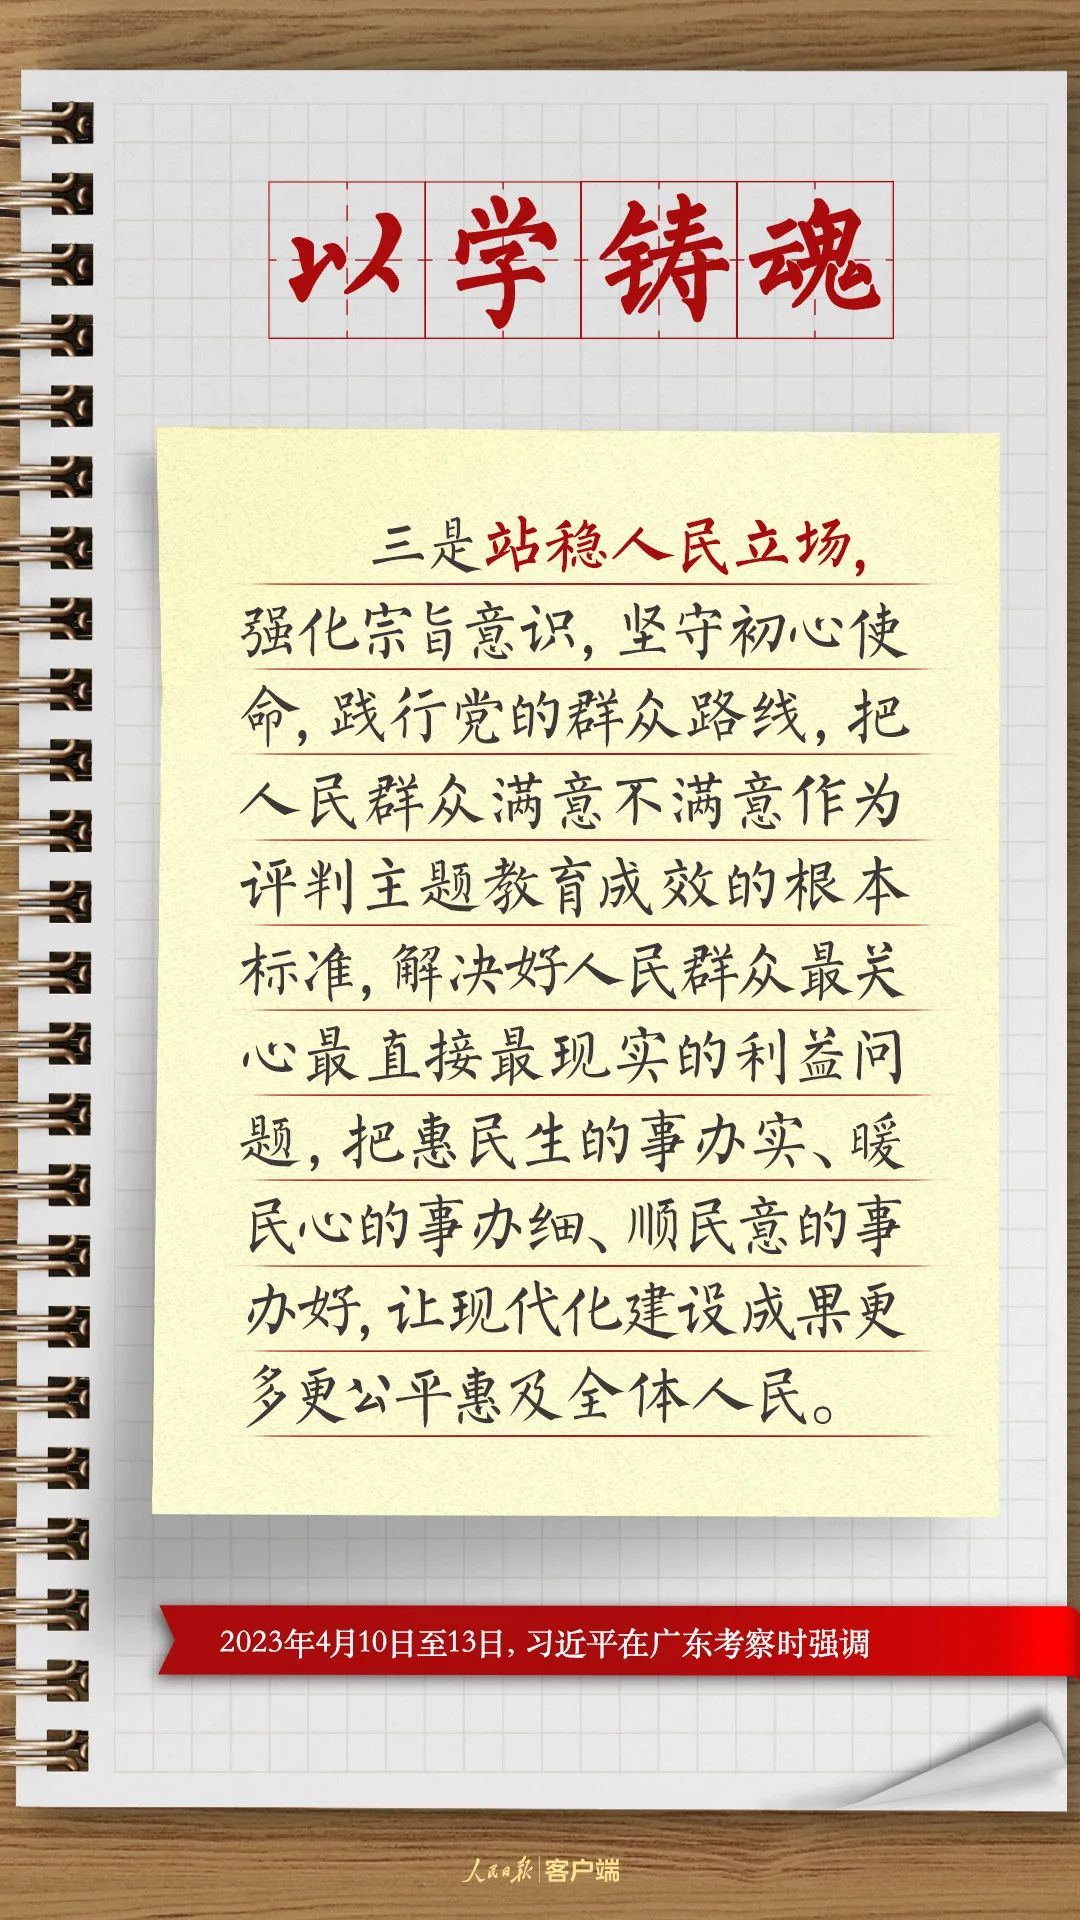 以学铸魂
三是站稳人民立场，
强化宗旨意识，坚守初心使
命，践行党的群众路线，把
人民群众满意不满意作为
评判主题教育成效的根本
标准，解决好人民群众最关
心最直接最现实的利益问
题，把惠民生的事办实、暖
民心的事办细、顺民意的事
办好，让现代化建设成果更
多更公平惠及全体人民。
2023年4月10日至13日，习近平在广东考察时强调
人民日报|客户端